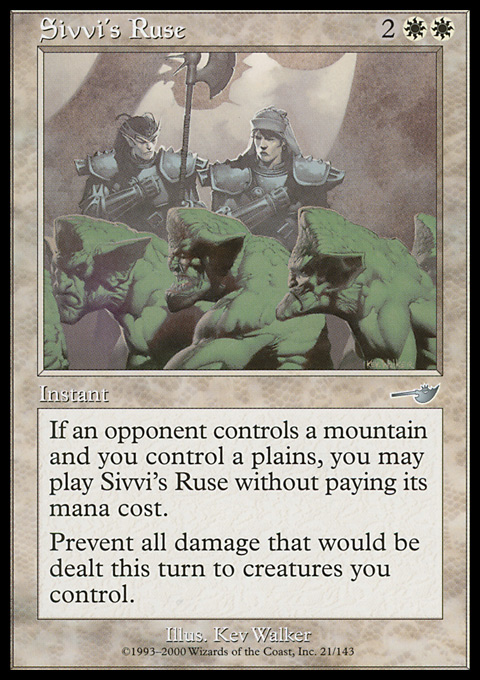 Sivvi's Ruse 2
Instant
If an opponent controls a mountain
and you control a plains, you may
play Sivvi's Ruse without paying its
mana cost.
Prevent all damage that would be
dealt this turn to creatures you
control.
Illus. Kev Walker
©1993–2000 Wizards of the Coast, Inc. 21/143